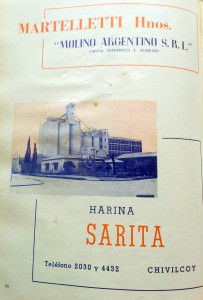 MARTELLETTI Hnos.
"MOLINO ARGENTINO S. R. L."
HARINA
SARITA
Teléfono 2030 y 4432
CHIVILCOY